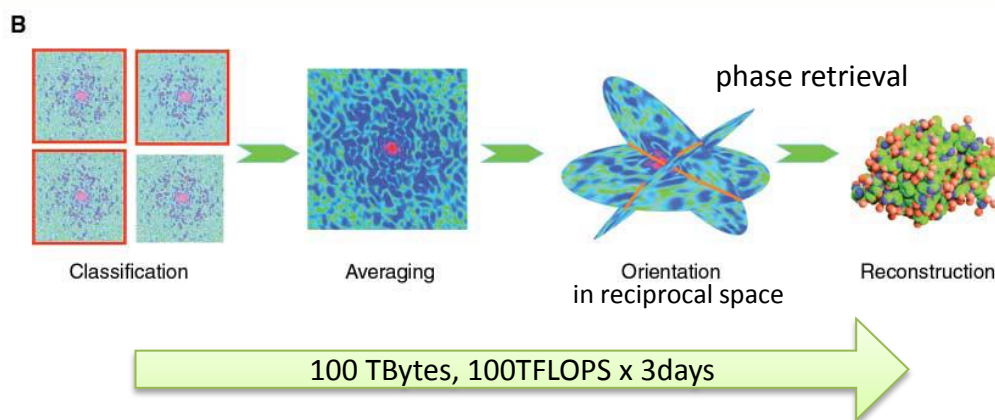 B
phase retrieval
Classification
Averaging
Orientation
in reciprocal space
Reconstruction
100 TBytes, 100TFLOPS x 3days